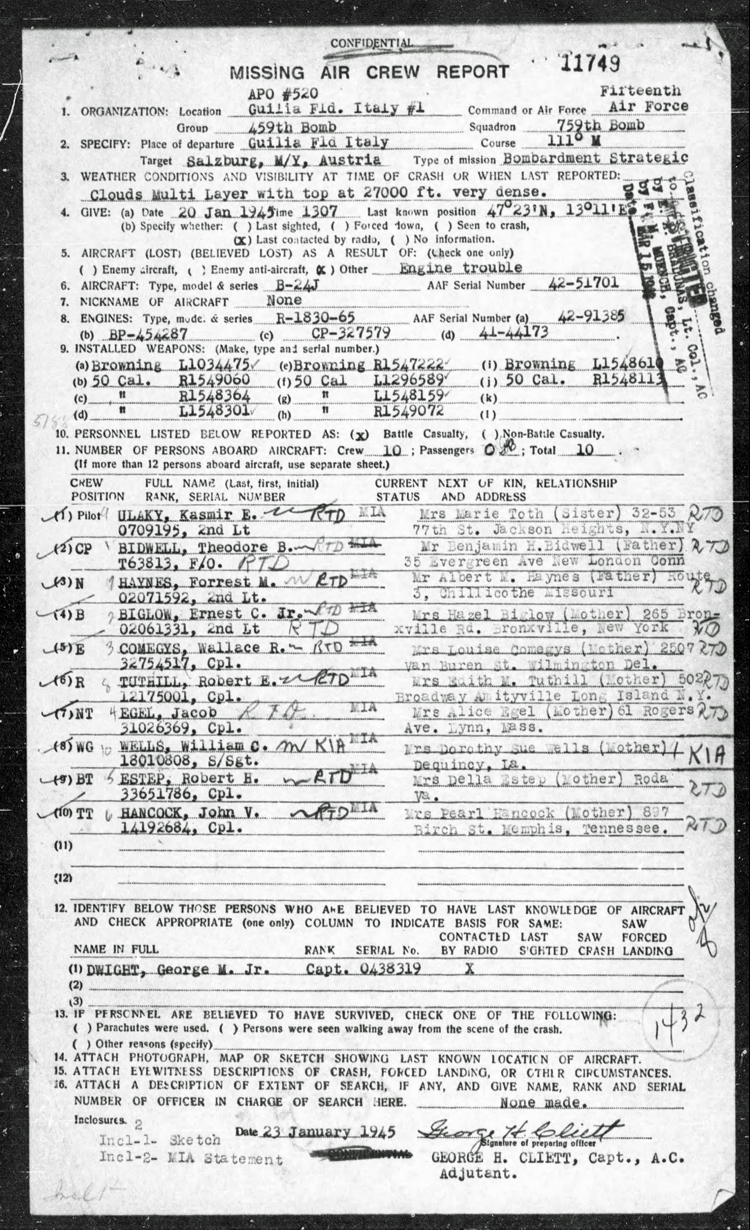 CONFIDENTIAL
MISSING AIR CREW REPORT
11749
APO #520 Fifteenth
1. ORGANIZATION: Location Guilia Fld. Italy #1 Command or Air Force Air Force
Group 459th Bomb Squadron 759th Bomb
2. SPECIFY: Place of departure Guilia Fld Italy Course 111° M
Target Salzburg, M/Y, Austria Type of mission Bombardment Strategic
3. WEATHER CONDITIONS AND VISIBILITY AT TIME OF CRASH OR WHEN LAST REPORTED:
Clouds Multi Layer with top at 27000 ft. very dense.
4. GIVE: (a) Date 20 Jan 1945 Time 1307 Last known position 47°23'N, 13°11'E
(b) Specify whether: ( ) Last sighted, ( ) Forced down, ( ) Seen to crash,
(x) Last contacted by radio, ( ) No information.
5. AIRCRAFT (LOST) (BELIEVED LOST) AS A RESULT OF: (Check one only)
( ) Enemy aircraft, ( ) Enemy anti-aircraft, (x) Other Engine trouble
6. AIRCRAFT: Type, model & series B-24J AAF Serial Number 42-51701
7. NICKNAME OF AIRCRAFT None
8. ENGINES: Type, mode. & series R-1830-65 AAF Serial Number (a) 42-91385
(b) BP-454287 (c) CP-327579 (d) 41-44173
9. INSTALLED WEAPONS: (Make, type and serial number.)
(a) Browning L1034475 (e) Browning R1547222 (i) Browning L1548610
(b) 50 Cal. R1549060 (f) 50 Cal L1296589 (j) 50 Cal. R1548113
(c) " R1548364 (g) " L1548159 (k)
(d) " L1548301 (h) " R1549072 (l)
10. PERSONNEL LISTED BELOW REPORTED AS: (x) Battle Casualty, ( ) Non-Battle Casualty.
11. NUMBER OF PERSONS ABOARD AIRCRAFT: Crew 10 ; Passengers 0 ; Total 10 .
(If more than 12 persons aboard aircraft, use separate sheet.)
CREW FULL NAME (Last, first, initial) CURRENT NEXT OF KIN, RELATIONSHIP
POSITION RANK, SERIAL NUMBER STATUS AND ADDRESS
(1) Pilot ULAKY, Kasmir E. RTD MIA Mrs Marie Toth (Sister) 32-53 RTD
0709195, 2nd Lt 77th St. Jackson Heights, N.Y.NY
(2) CP BIDWELL, Theodore B. RTD MIA Mr Benjamin H.Bidwell (Father) RTD
T63813, F/O. RTD 35 Evergreen Ave New London Conn
(3) N HAYNES, Forrest M. RTD MIA Mr Albert M. Haynes (Father) Route
02071592, 2nd Lt. 3, Chillicothe Missouri RTD
(4) B BIGLOW, Ernest C. Jr. RTD MIA Mrs Hazel Biglow (Mother) 265 Bron-
02061331, 2nd Lt RTD xville Rd. Bronxville, New York
(5) E COMEGYS, Wallace R. RTD MIA Mrs Louise Comegys (Mother) 2507 RTD
32754517, Cpl. Van Buren St. Wilmington Del.
(6) R TUTHILL, Robert E. RTD MIA Mrs Edith M. Tuthill (Mother) 502 RTD
12175001, Cpl. Broadway Amityville Long Island N.Y.
(7) NT EGEL, Jacob RTD MIA Mrs Alice Egel (Mother) 61 Rogers RTD
31026369, Cpl. Ave. Lynn, Mass.
(8) WG WELLS, William C. KIA MIA Mrs Dorothy Sue Wells (Mother) KIA
18010808, S/Sgt. Dequincy, La.
(9) BT ESTEP, Robert H. RTD MIA Mrs Della Estep (Mother) Roda RTD
33651786, Cpl. Va.
(10) TT HANCOCK, John V. RTD MIA Mrs Pearl Hancock (Mother) 897
14192684, Cpl. Birch St. Memphis, Tennessee. RTD
(11)
(12)
12. IDENTIFY BELOW THOSE PERSONS WHO ARE BELIEVED TO HAVE LAST KNOWLEDGE OF AIRCRAFT
AND CHECK APPROPRIATE (one only) COLUMN TO INDICATE BASIS FOR SAME: SAW
CONTACTED LAST SAW FORCED
NAME IN FULL RANK SERIAL No. BY RADIO SIGHTED CRASH LANDING
(1) DWIGHT, George M. Jr. Capt. 0438319 X
(2)
(3)
13. IF PERSONNEL ARE BELIEVED TO HAVE SURVIVED, CHECK ONE OF THE FOLLOWING:
( ) Parachutes were used. ( ) Persons were seen walking away from the scene of the crash.
( ) Other reasons (specify)
1432
14. ATTACH PHOTOGRAPH, MAP OR SKETCH SHOWING LAST KNOWN LOCATION OF AIRCRAFT.
15. ATTACH EYEWITNESS DESCRIPTIONS OF CRASH, FORCED LANDING, OR OTHER CIRCUMSTANCES.
16. ATTACH A DESCRIPTION OF EXTENT OF SEARCH, IF ANY, AND GIVE NAME, RANK AND SERIAL
NUMBER OF OFFICER IN CHARGE OF SEARCH HERE. None made.
Inclosures 2
Date 23 January 1945 George H. Cliett
Incl-1- Sketch Signature of preparing officer
Incl-2- MIA Statement GEORGE H. CLIETT, Capt., A.C.
Adjutant.
Classification changed